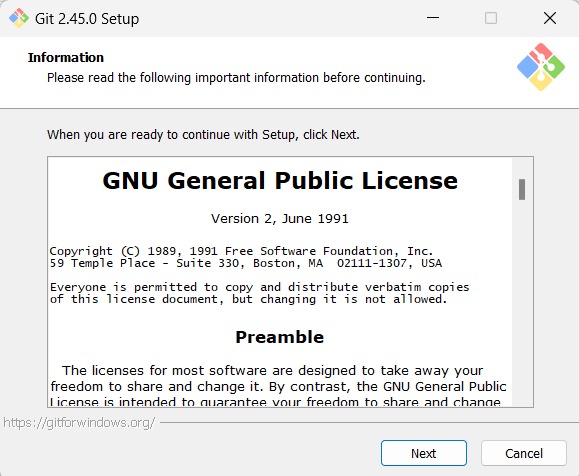 Git 2.45.0 Setup
Information
Please read the following important information before continuing.
When you are ready to continue with Setup, click Next.
GNU General Public License
Version 2, June 1991
Copyright (C) 1989, 1991 Free Software Foundation, Inc.
59 Temple Place - Suite 330, Boston, MA  02111-1307, USA
Everyone is permitted to copy and distribute verbatim copies
of this license document, but changing it is not allowed.
Preamble
The licenses for most software are designed to take away your
freedom to share and change it. By contrast, the GNU General Public
License is intended to guarantee your freedom to share and change
https://gitforwindows.org/
Next
Cancel